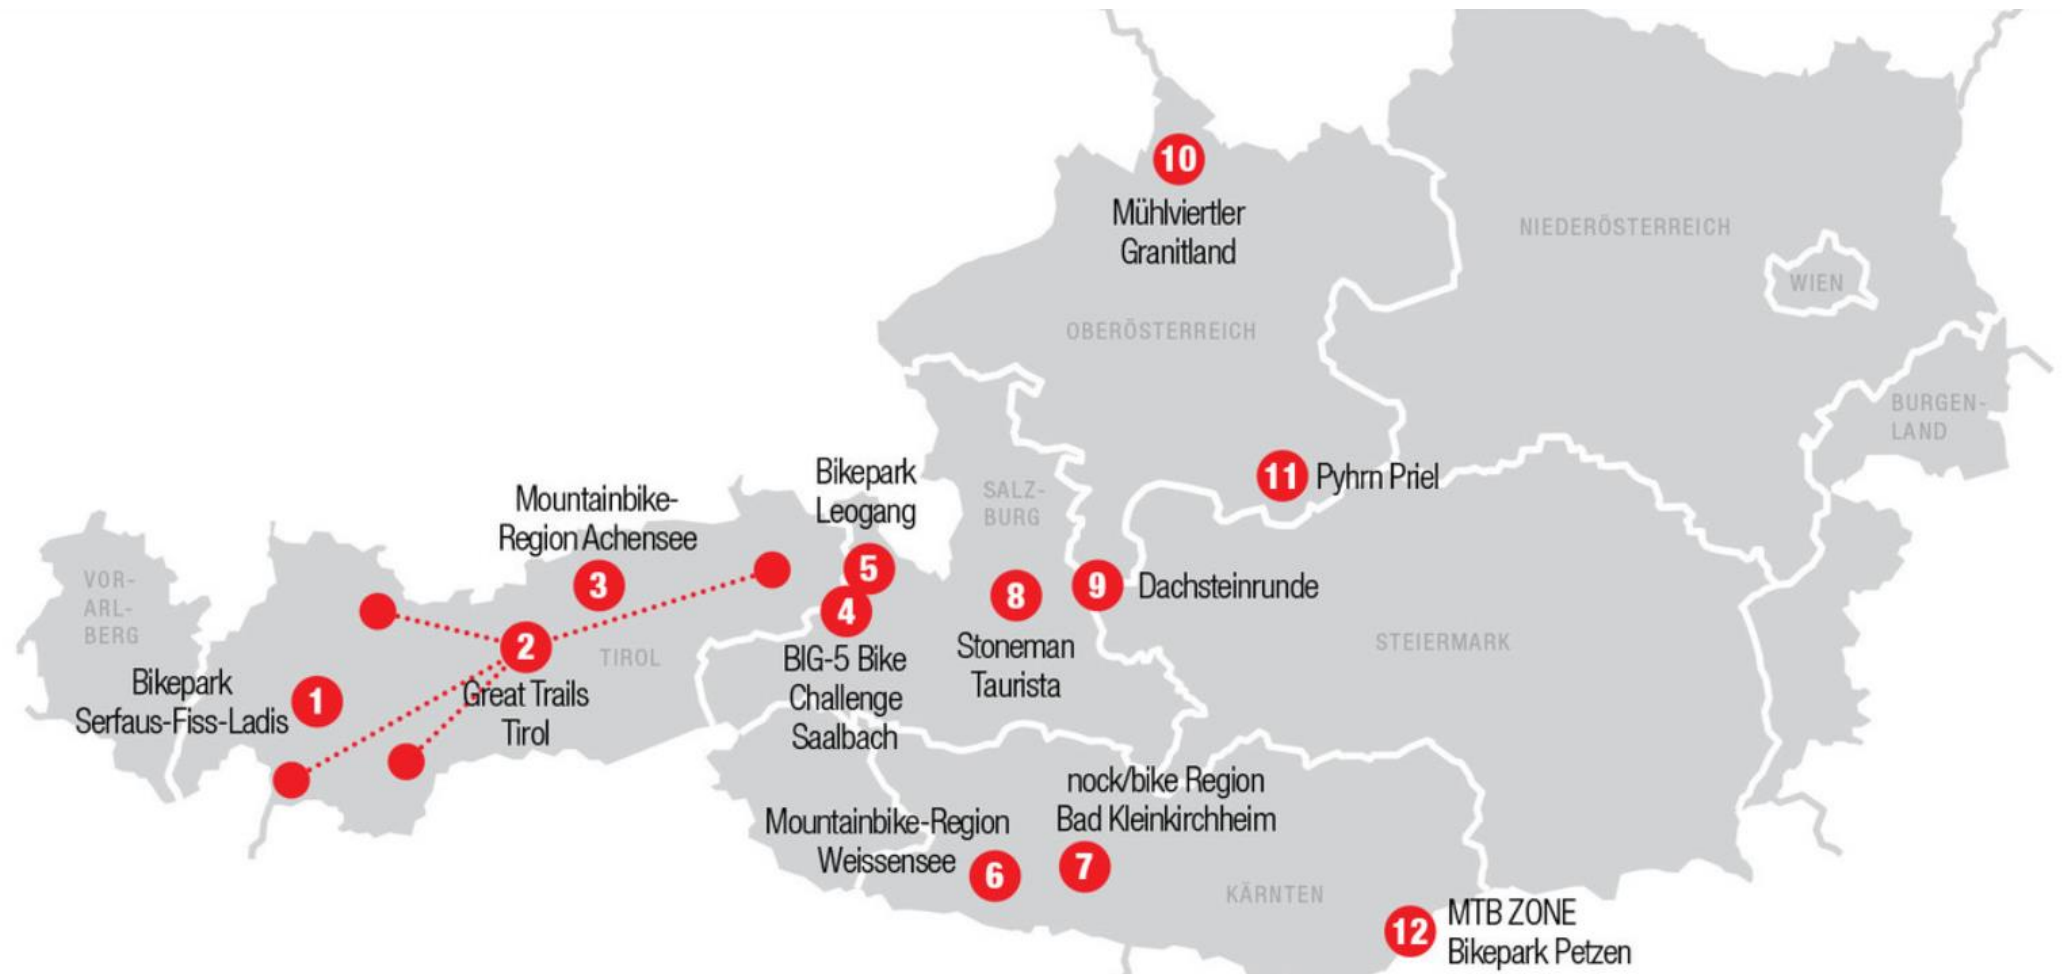 10
Mühlviertler
Granitland
NIEDERÖSTERREICH
WIEN
OBERÖSTERREICH
BURGEN-
LAND
Bikepark
Leogang
11 Pyhrn Priel
SALZ-
BURG
Mountainbike-
Region Achensee
3
5
4
8
9 Dachsteinrunde
VOR-
ARL-
BERG
2
TIROL
STEIERMARK
BIG-5 Bike
Challenge
Saalbach
Stoneman
Taurista
Bikepark
Serfaus-Fiss-Ladis
1
Great Trails
Tirol
nock/bike Region
Bad Kleinkirchheim
7
Mountainbike-Region
Weissensee
6
KÄRNTEN
12
MTB ZONE
Bikepark Petzen